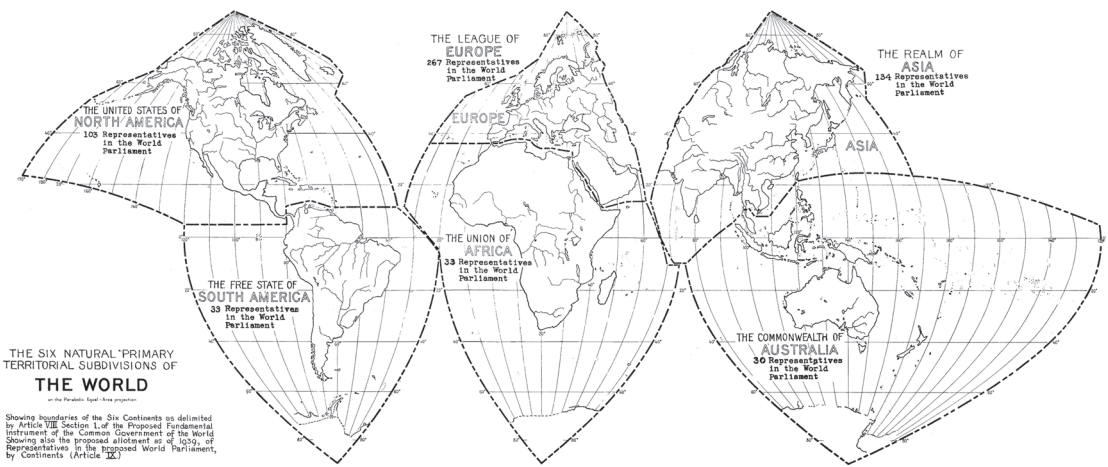 THE LEAGUE OF
EUROPE
267 Representatives
in the World
Parliament
THE REALM OF
ASIA
134 Representatives
in the World
Parliament
THE UNITED STATES OF
NORTH AMERICA
103 Representatives
in the World
Parliament
EUROPE
ASIA
THE UNION OF
AFRICA
33 Representatives
in the World
Parliament
THE FREE STATE OF
SOUTH AMERICA
33 Representatives
in the World
Parliament
THE COMMONWEALTH OF
AUSTRALIA
30 Representatives
in the World
Parliament
THE SIX NATURAL PRIMARY
TERRITORIAL SUBDIVISIONS OF
THE WORLD
on the Parabolic Equal-Area projection
Showing boundaries of the Six Continents as delimited
by Article VIII Section 1, of the Proposed Fundamental
Instrument of the Common Government of the World
Showing also the proposed allotment as of 1939, of
Representatives in the proposed World Parliament,
by Continents (Article IX.)